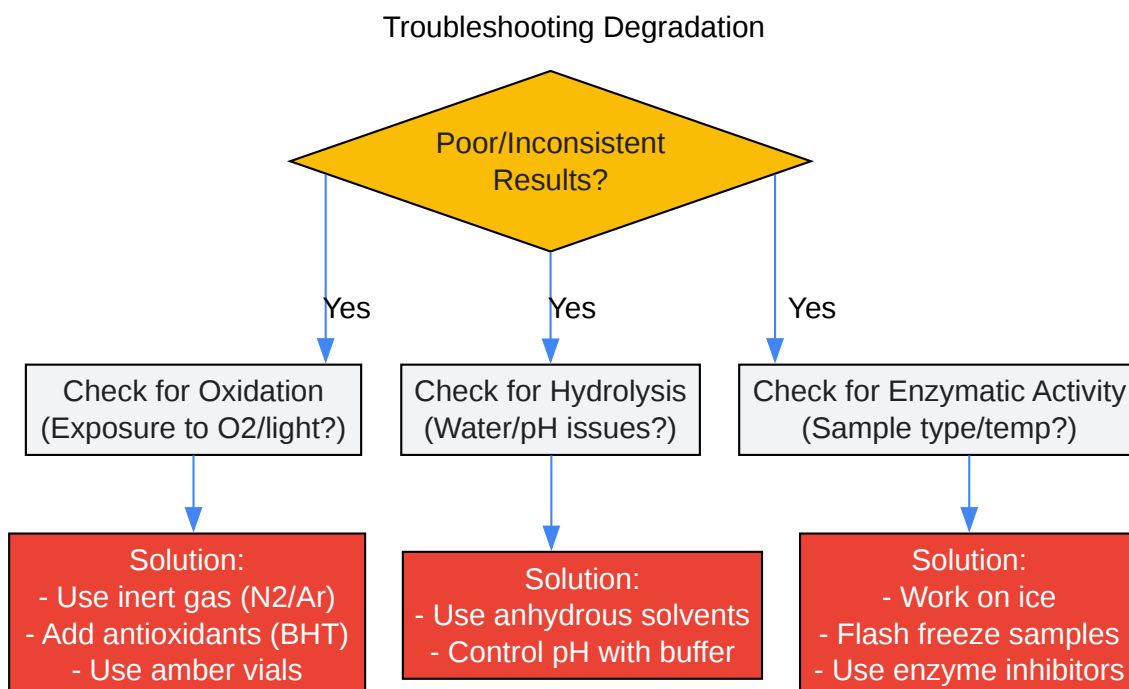 Troubleshooting Degradation
Poor/Inconsistent
Results?
Yes
Yes
Yes
Check for Oxidation
(Exposure to O2/light?)
Check for Hydrolysis
(Water/pH issues?)
Check for Enzymatic Activity
(Sample type/temp?)
Solution:
- Use inert gas (N2/Ar)
- Add antioxidants (BHT)
- Use amber vials
Solution:
- Use anhydrous solvents
- Control pH with buffer
Solution:
- Work on ice
- Flash freeze samples
- Use enzyme inhibitors